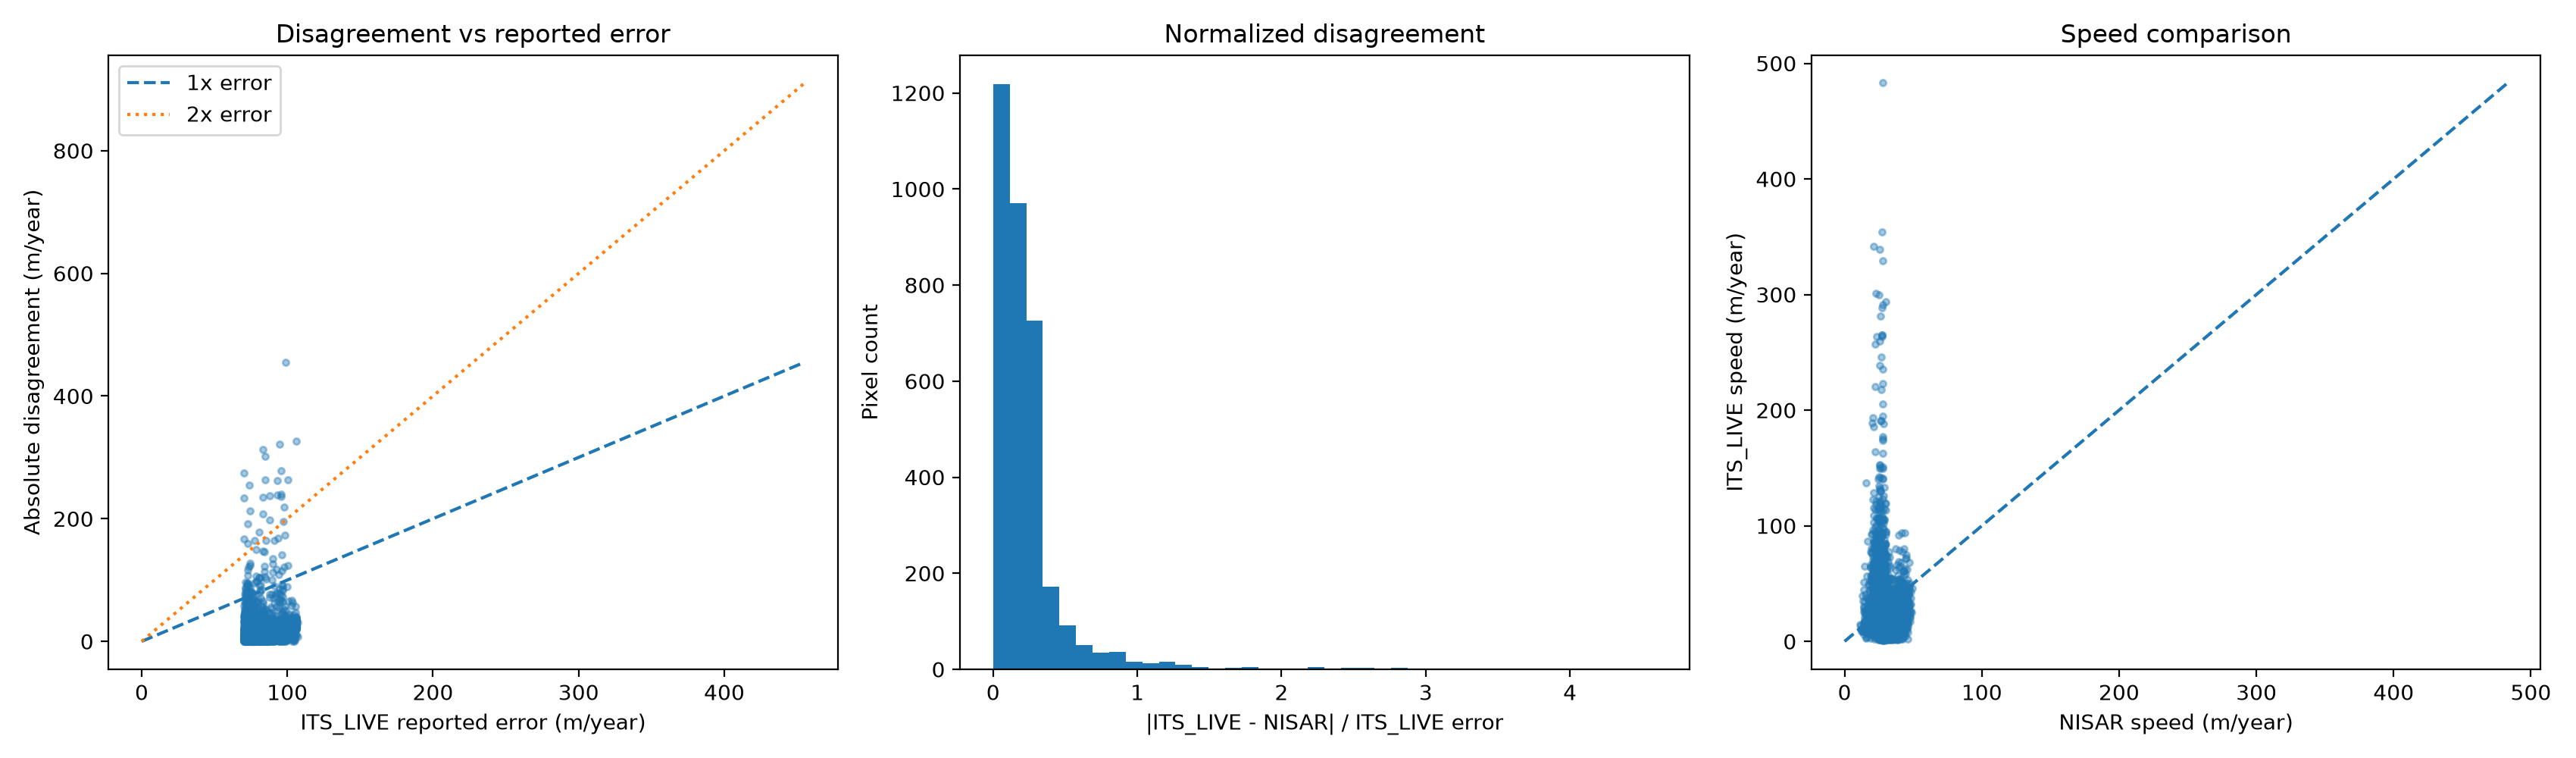 Disagreement vs reported error
1x error
2x error
800
600
400
200
0
0 100 200 300 400
Absolute disagreement (m/year)
ITS_LIVE reported error (m/year)
Normalized disagreement
1200
1000
800
600
400
200
0
0 1 2 3 4
Pixel count
|ITS_LIVE - NISAR| / ITS_LIVE error
Speed comparison
500
400
300
200
100
0
0 100 200 300 400 500
ITS_LIVE speed (m/year)
NISAR speed (m/year)